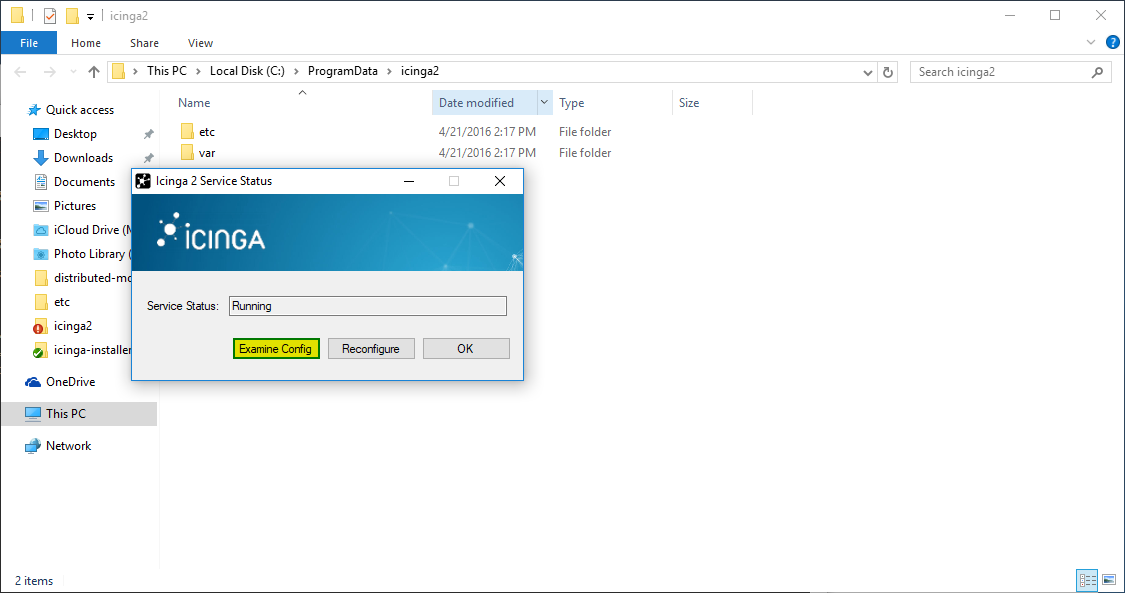 icinga2
File Home Share View
This PC Local Disk (C:) ProgramData icinga2
Search icinga2
Name Date modified Type Size
etc 4/21/2016 2:17 PM File folder
var 4/21/2016 2:17 PM File folder
Quick access
Desktop
Downloads
Documents
Pictures
iCloud Drive (
Photo Library (
distributed-mo
etc
icinga2
icinga-installer
OneDrive
This PC
Network
Icinga 2 Service Status
ICINGA
Service Status: Running
Examine Config Reconfigure OK
2 items